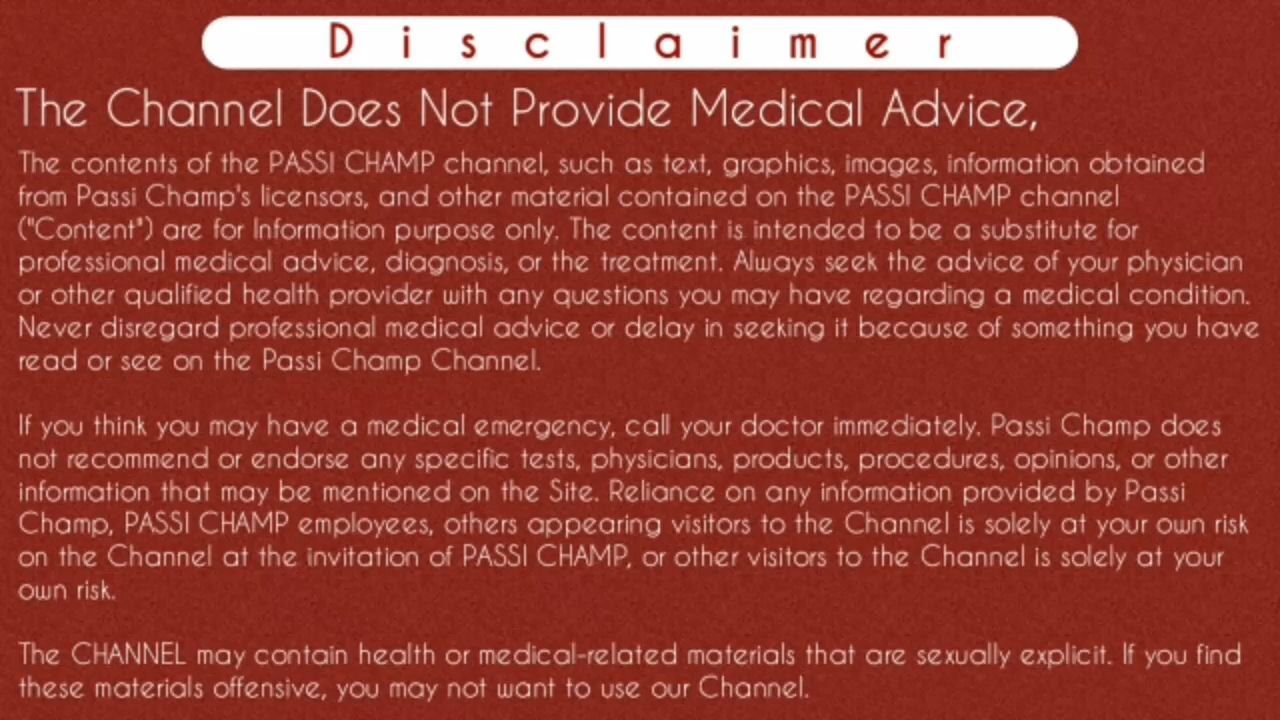 Disclaimer
The Channel Does Not Provide Medical Advice,
The contents of the PASSI CHAMP channel, such as text, graphics, images, information obtained
from Passi Champ's licensors, and other material contained on the PASSI CHAMP channel
("Content") are for Information purpose only. The content is intended to be a substitute for
professional medical advice, diagnosis, or the treatment. Always seek the advice of your physician
or other qualified health provider with any questions you may have regarding a medical condition.
Never disregard professional medical advice or delay in seeking it because of something you have
read or see on the Passi Champ Channel.
If you think you may have a medical emergency, call your doctor immediately. Passi Champ does
not recommend or endorse any specific tests, physicians, products, procedures, opinions, or other
information that may be mentioned on the Site. Reliance on any information provided by Passi
Champ, PASSI CHAMP employees, others appearing visitors to the Channel is solely at your own risk
on the Channel at the invitation of PASSI CHAMP, or other visitors to the Channel is solely at your
own risk.
The CHANNEL may contain health or medical-related materials that are sexually explicit. If you find
these materials offensive, you may not want to use our Channel.